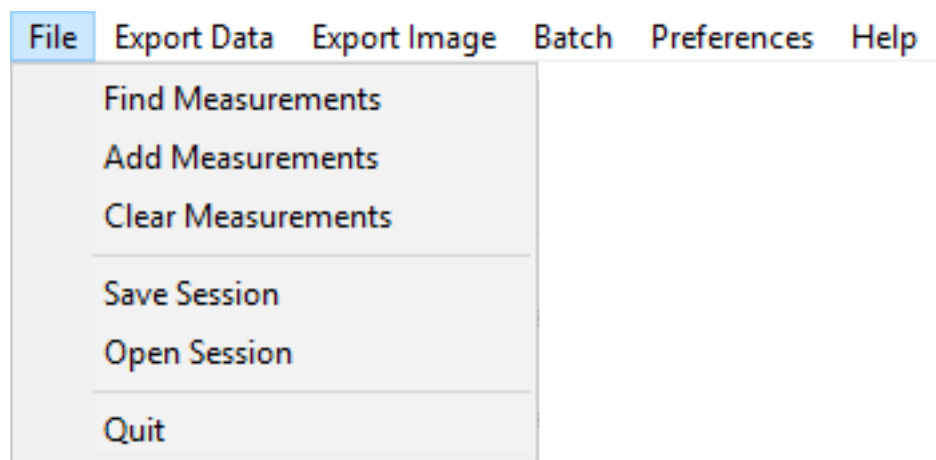 File Export Data Export Image Batch Preferences Help
Find Measurements
Add Measurements
Clear Measurements
Save Session
Open Session
Quit